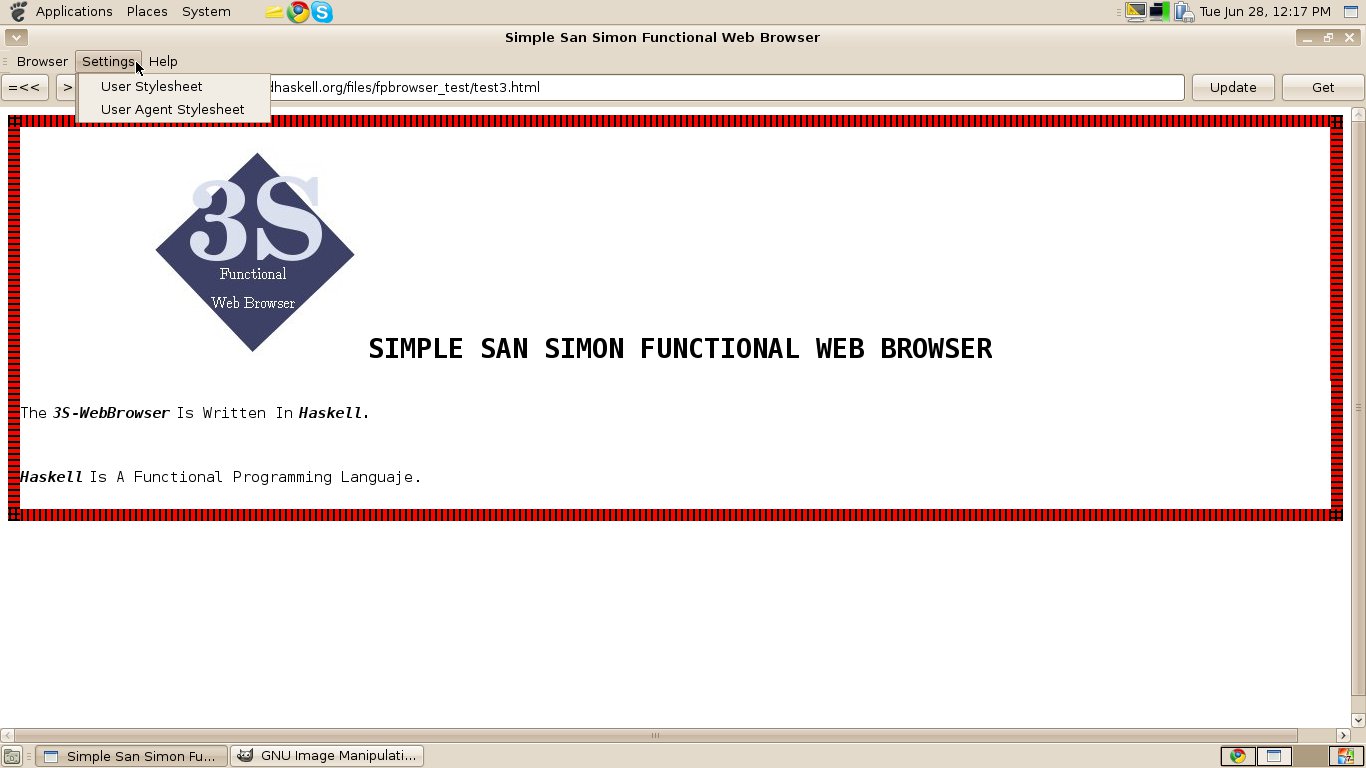 Applications Places System Tue Jun 28, 12:17 PM
Simple San Simon Functional Web Browser
Browser Settings Help
=<< > dhaskell.org/files/fpbrowser_test/test3.html Update Get
User Stylesheet
User Agent Stylesheet
3S
Functional
Web Browser
SIMPLE SAN SIMON FUNCTIONAL WEB BROWSER
The 3S-WebBrowser Is Written In Haskell.
Haskell Is A Functional Programming Languaje.
Simple San Simon Fu... GNU Image Manipulati...